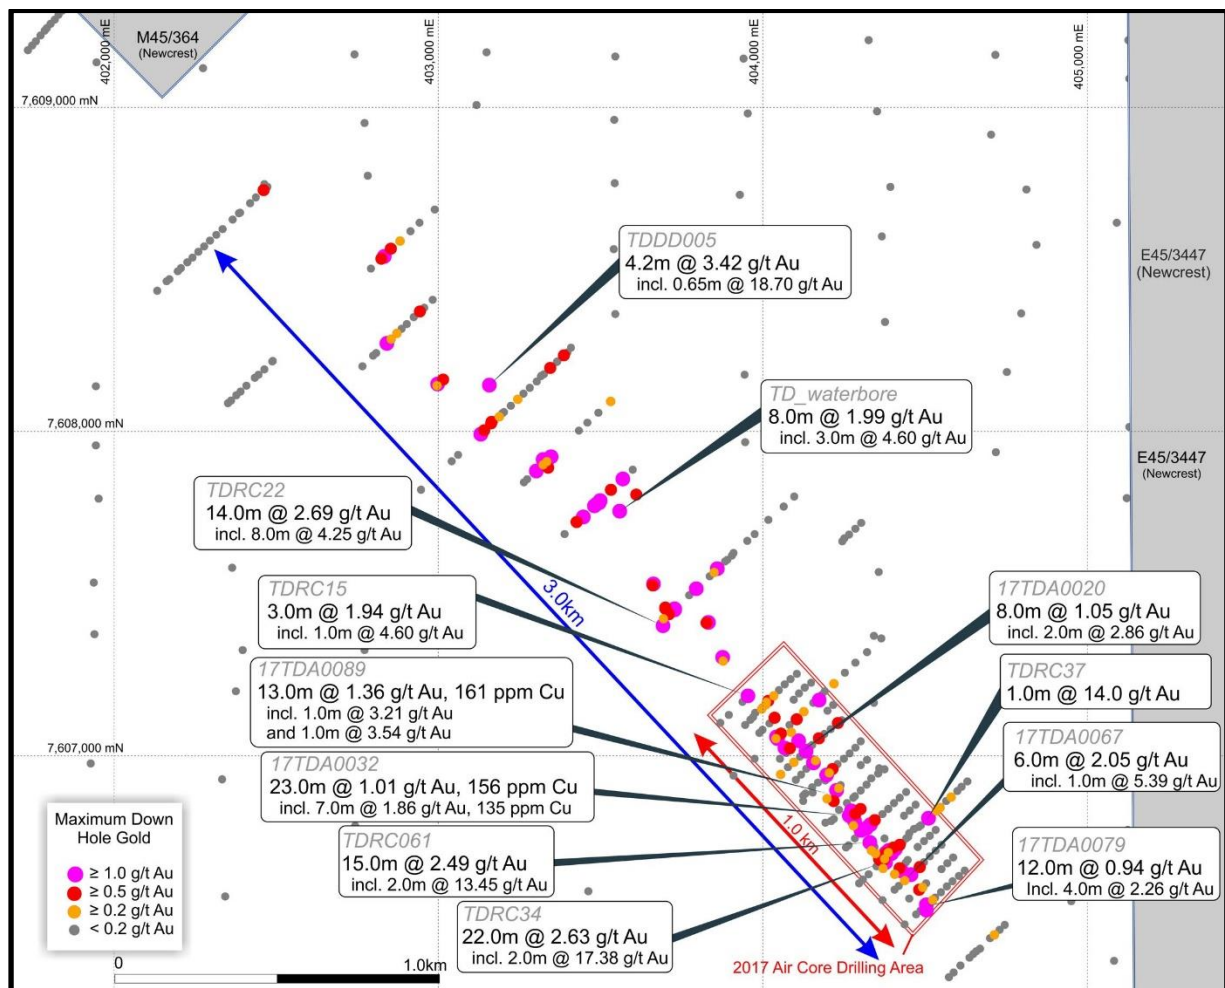 M45/364
(Newcrest)
402,000 mE
403,000 mE
404,000 mE
405,000 mE
7,609,000 mN
TDDD005
4.2m @ 3.42 g/t Au
incl. 0.65m @ 18.70 g/t Au
E45/3447
(Newcrest)
TD_waterbore
8.0m @ 1.99 g/t Au
incl. 3.0m @ 4.60 g/t Au
7,608,000 mN
E45/3447
(Newcrest)
TDRC22
14.0m @ 2.69 g/t Au
incl. 8.0m @ 4.25 g/t Au
3.0km
TDRC15
3.0m @ 1.94 g/t Au
incl. 1.0m @ 4.60 g/t Au
17TDA0020
8.0m @ 1.05 g/t Au
incl. 2.0m @ 2.86 g/t Au
17TDA0089
13.0m @ 1.36 g/t Au, 161 ppm Cu
incl. 1.0m @ 3.21 g/t Au
and 1.0m @ 3.54 g/t Au
TDRC37
1.0m @ 14.0 g/t Au
7,607,000 mN
17TDA0067
6.0m @ 2.05 g/t Au
incl. 1.0m @ 5.39 g/t Au
17TDA0032
23.0m @ 1.01 g/t Au, 156 ppm Cu
incl. 7.0m @ 1.86 g/t Au, 135 ppm Cu
1.0 km
TDRC061
15.0m @ 2.49 g/t Au
incl. 2.0m @ 13.45 g/t Au
17TDA0079
12.0m @ 0.94 g/t Au
Incl. 4.0m @ 2.26 g/t Au
TDRC34
22.0m @ 2.63 g/t Au
incl. 2.0m @ 17.38 g/t Au
2017 Air Core Drilling Area
Maximum Down
Hole Gold
≥ 1.0 g/t Au
≥ 0.5 g/t Au
≥ 0.2 g/t Au
< 0.2 g/t Au
0
1.0km